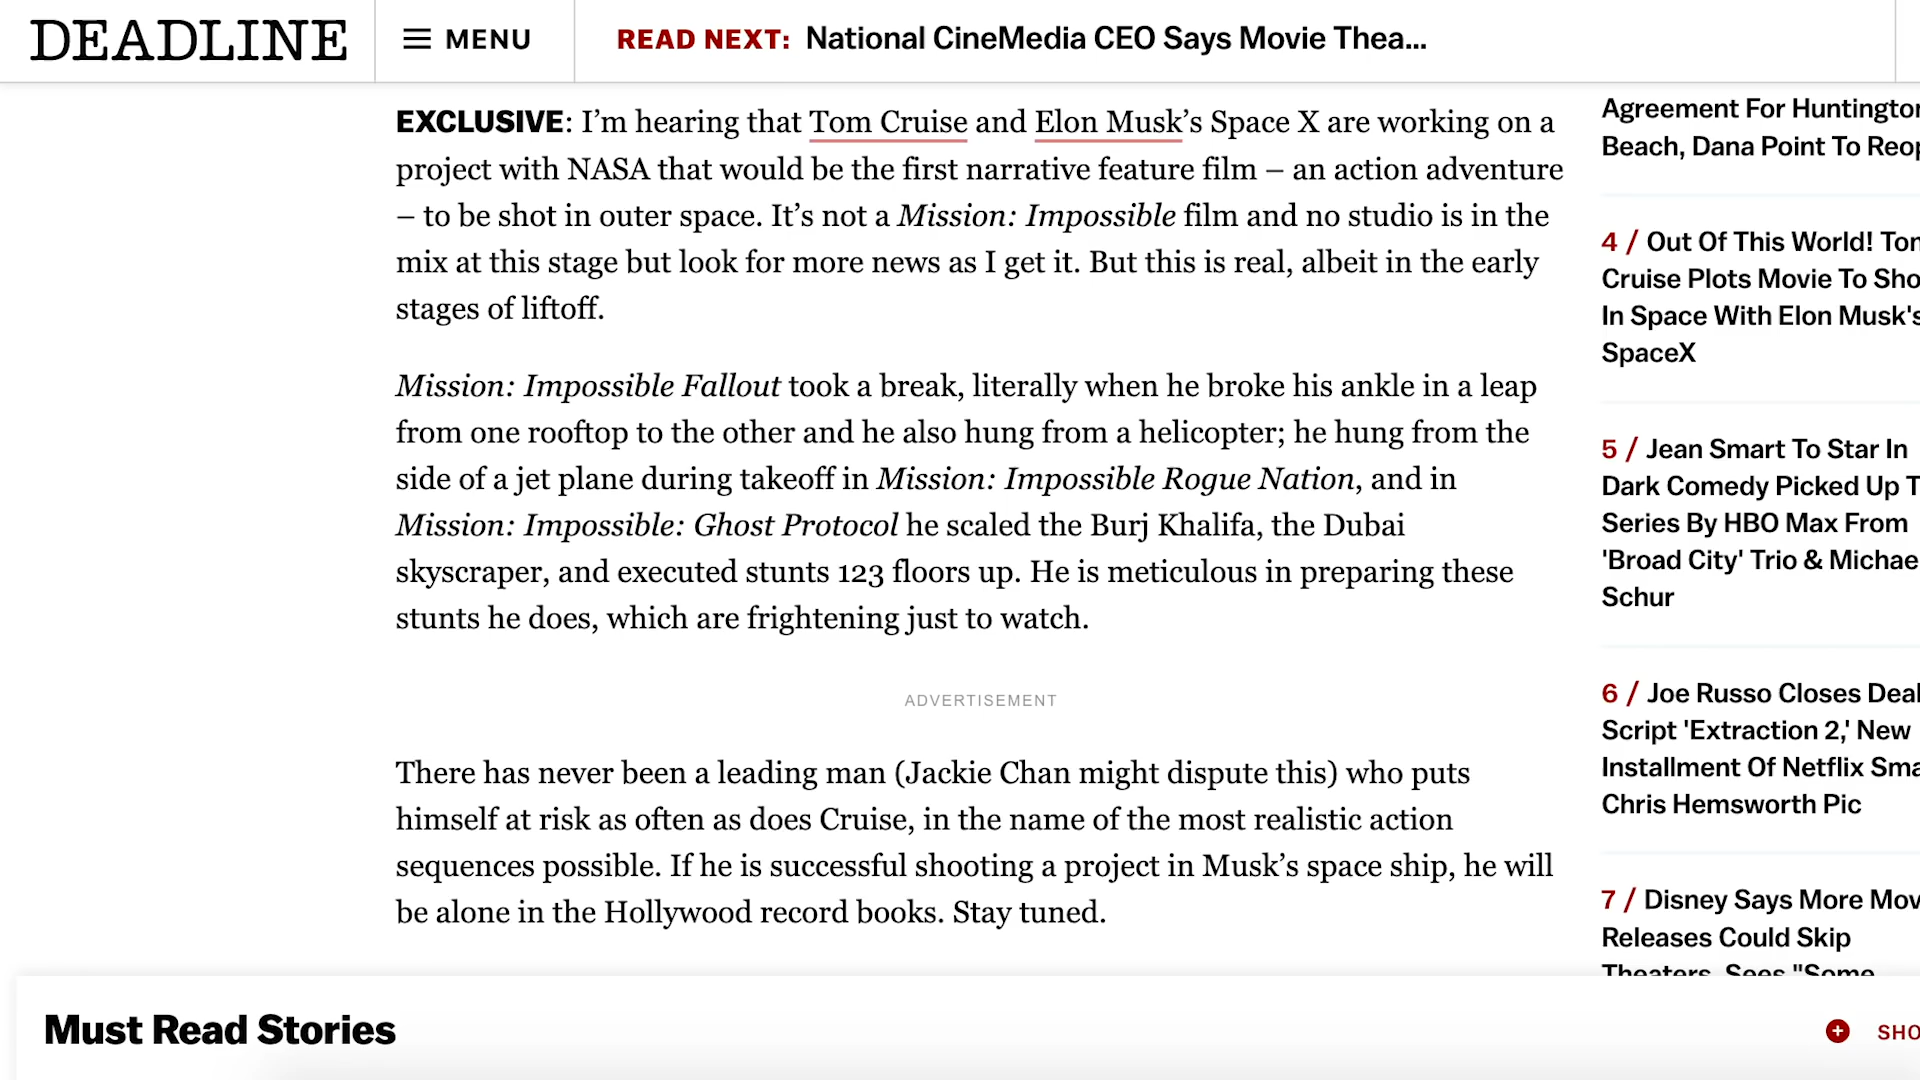 DEADLINE
MENU
READ NEXT: National CineMedia CEO Says Movie Thea...
EXCLUSIVE: I’m hearing that Tom Cruise and Elon Musk’s Space X are working on a
project with NASA that would be the first narrative feature film – an action adventure
– to be shot in outer space. It’s not a Mission: Impossible film and no studio is in the
mix at this stage but look for more news as I get it. But this is real, albeit in the early
stages of liftoff.
Mission: Impossible Fallout took a break, literally when he broke his ankle in a leap
from one rooftop to the other and he also hung from a helicopter; he hung from the
side of a jet plane during takeoff in Mission: Impossible Rogue Nation, and in
Mission: Impossible: Ghost Protocol he scaled the Burj Khalifa, the Dubai
skyscraper, and executed stunts 123 floors up. He is meticulous in preparing these
stunts he does, which are frightening just to watch.
ADVERTISEMENT
There has never been a leading man (Jackie Chan might dispute this) who puts
himself at risk as often as does Cruise, in the name of the most realistic action
sequences possible. If he is successful shooting a project in Musk’s space ship, he will
be alone in the Hollywood record books. Stay tuned.
Agreement For Huntington
Beach, Dana Point To Reop
4 / Out Of This World! Tom
Cruise Plots Movie To Sho
In Space With Elon Musk's
SpaceX
5 / Jean Smart To Star In
Dark Comedy Picked Up T
Series By HBO Max From
'Broad City' Trio & Michae
Schur
6 / Joe Russo Closes Deal
Script 'Extraction 2,' New
Installment Of Netflix Sma
Chris Hemsworth Pic
7 / Disney Says More Mov
Releases Could Skip
Theaters, Sees "Some
Must Read Stories
SHO